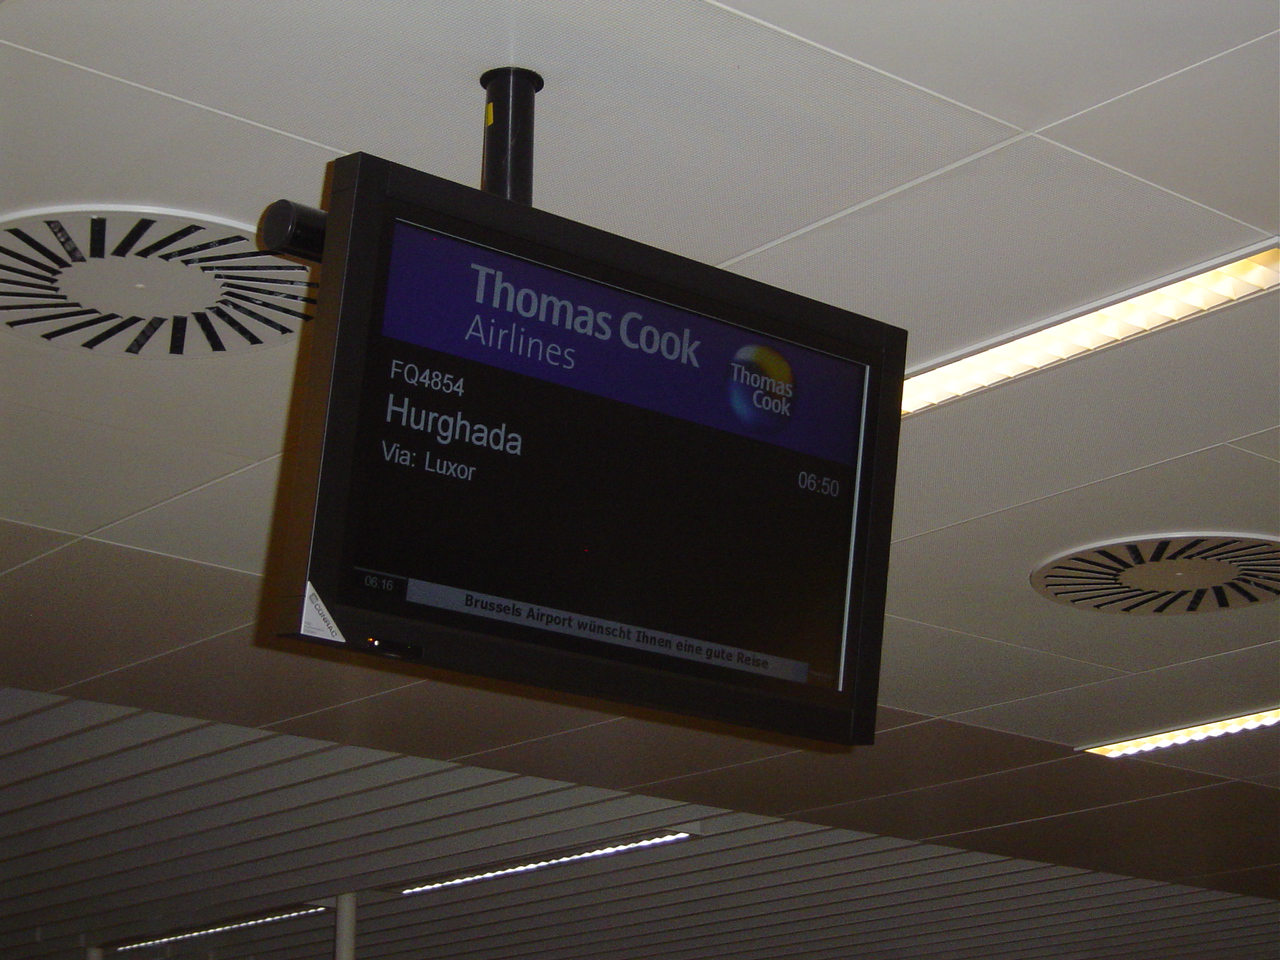 Thomas Cook
Airlines
Thomas
Cook
FQ4854
Hurghada
06:50
Via: Luxor
06:16
Brussels Airport wünscht Ihnen eine gute Reise
CONRAC